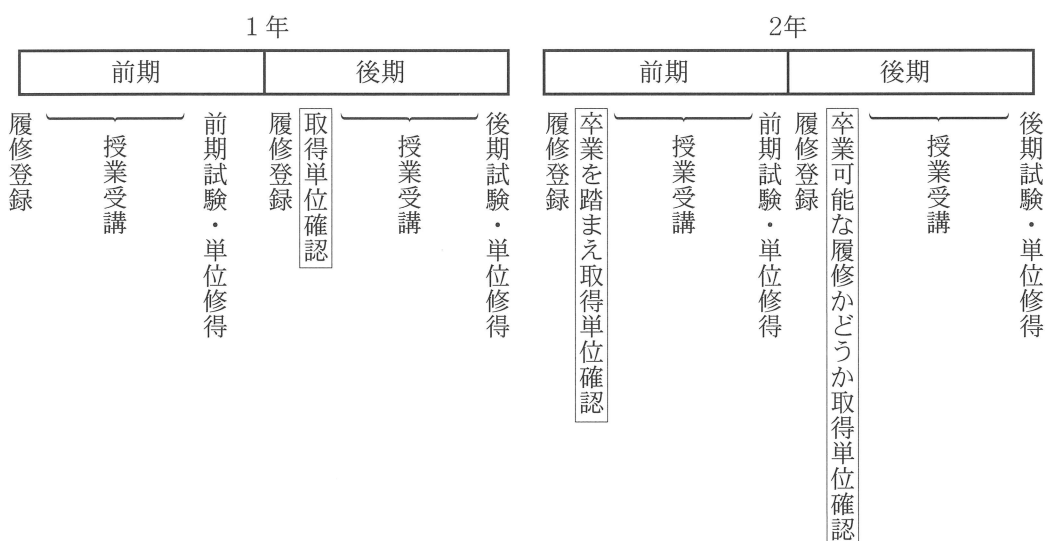 1年
前期
後期
履修登録
授業受講
前期試験・単位修得
履修登録
取得単位確認
授業受講
後期試験・単位修得
2年
前期
後期
履修登録
卒業を踏まえ取得単位確認
授業受講
前期試験・単位修得
履修登録
卒業可能な履修かどうか取得単位確認
授業受講
後期試験・単位修得